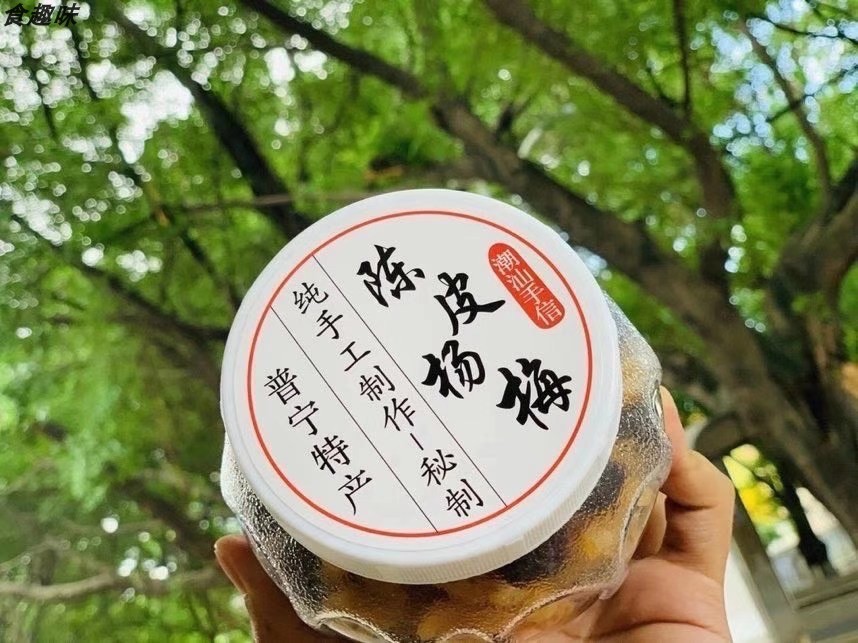 食趣味
潮汕手信
陈皮杨梅
纯手工制作-秘制
普宁特产